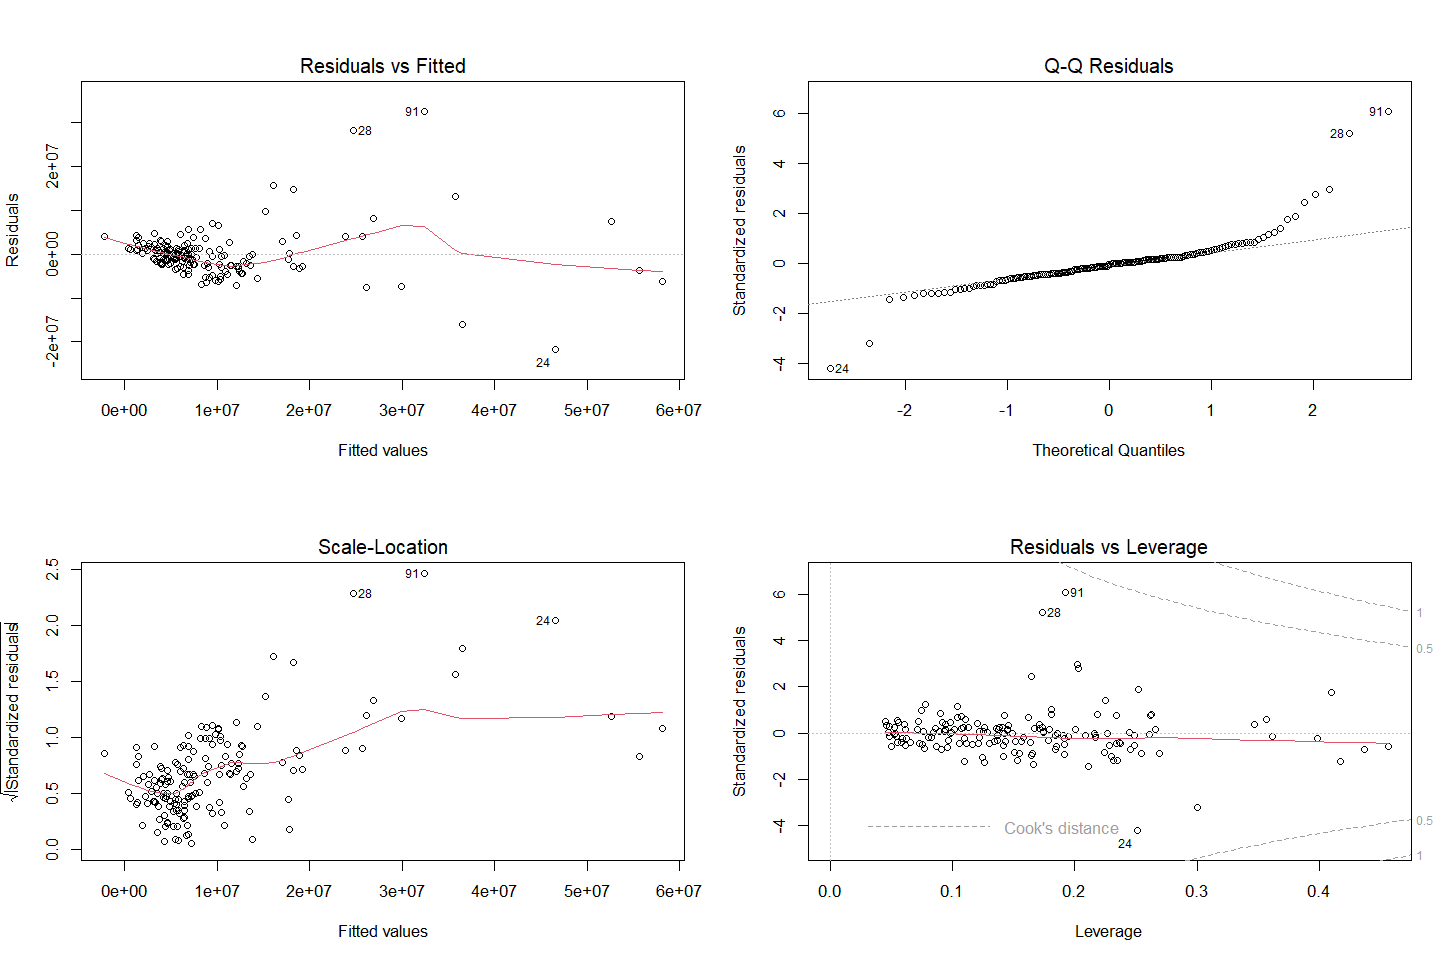 Residuals vs Fitted
Residuals
-2e+07
0e+00
2e+07
91
28
24
0e+00 1e+07 2e+07 3e+07 4e+07 5e+07 6e+07
Fitted values
Q-Q Residuals
Standardized residuals
-4 -2 0 2 4 6
91
28
24
-2 -1 0 1 2
Theoretical Quantiles
Scale-Location
√|Standardized residuals|
0.0 0.5 1.0 1.5 2.0 2.5
91
28
24
0e+00 1e+07 2e+07 3e+07 4e+07 5e+07 6e+07
Fitted values
Residuals vs Leverage
Standardized residuals
-4 -2 0 2 4 6
91
28
1
0.5
0.5
1
Cook's distance
24
0.0 0.1 0.2 0.3 0.4
Leverage